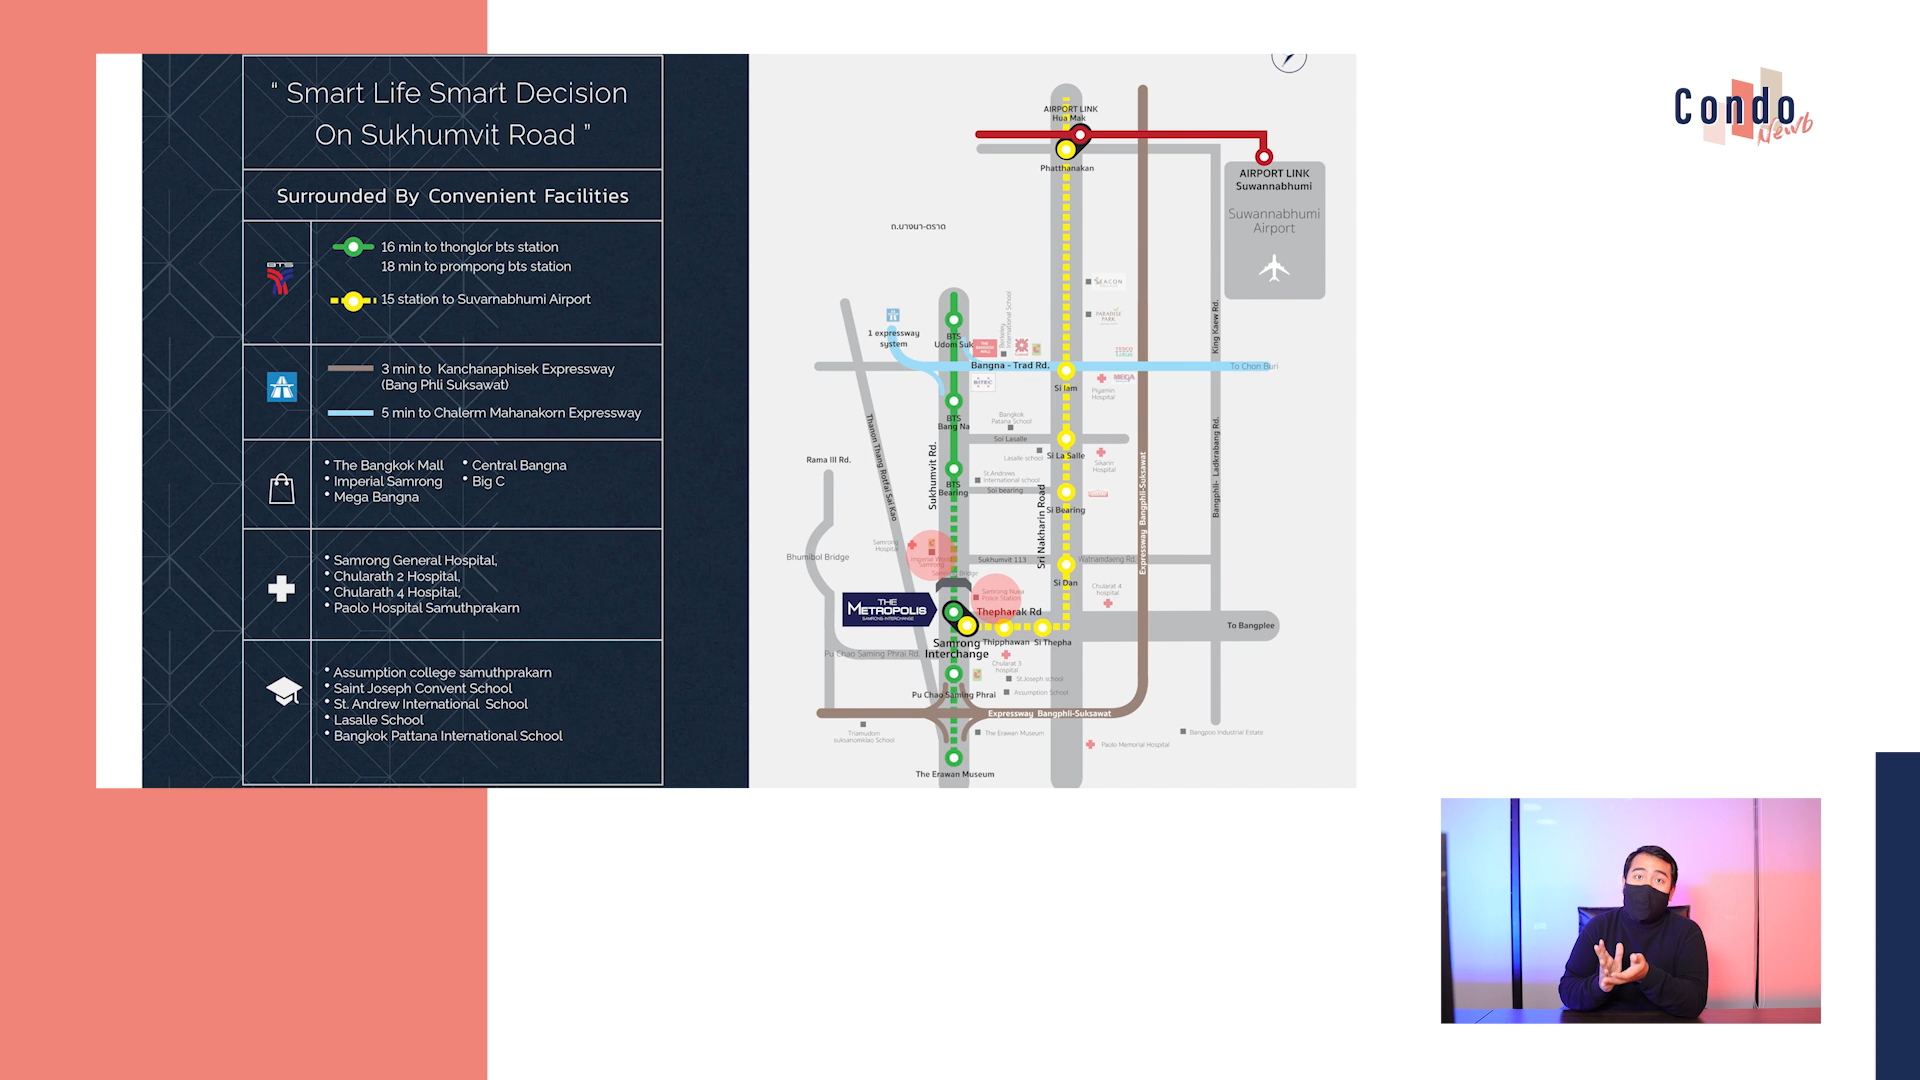 “ Smart Life Smart Decision
On Sukhumvit Road ”
Surrounded By Convenient Facilities
BTS
16 min to thonglor bts station
18 min to prompong bts station
15 station to Suvarnabhumi Airport
3 min to Kanchanaphisek Expressway
(Bang Phli Suksawat)
5 min to Chalerm Mahanakorn Expressway
• The Bangkok Mall
• Imperial Samrong
• Mega Bangna
• Central Bangna
• Big C
• Samrong General Hospital,
• Chularath 2 Hospital,
• Chularath 4 Hospital,
• Paolo Hospital Samuthprakarn
• Assumption college samuthprakarn
• Saint Joseph Convent School
• St. Andrew International School
• Lasalle School
• Bangkok Pattana International School
AIRPORT LINK
Hua Mak
Phatthanakan
AIRPORT LINK
Suwannabhumi
Suwannabhumi
Airport
ถ.บางนา-ตราด
SEACON
PARADISE
PARK
King Kaew Rd.
1 expressway
system
BTS
Udom Suk
Berkeley
International School
Bangna - Trad Rd.
To Chon Buri
BITEC
Si Iam
MEGA
Piyamin
Hospital
BTS
Bang Na
Bangkok
Patana School
Soi Lasalle
Thanon Thang Rotfai Sai Kao
Sukhumvit Rd.
Rama III Rd.
Lasalle school
Si La Salle
Sikarin
Hospital
St.Andrews
International school
BTS
Bearing
Soi bearing
Si Bearing
Sri Nakharin Road
Expressway Bangphli-Suksawat
Bangphli- Ladkrabang Rd.
Samrong
Hospital
Imperial World
Samrong
Bhumibol Bridge
Sukhumvit 113
Watnamdaeng Rd.
Si Dan
Samrong Nuea
Police Station
Chularat 4
hospital
THE
METROPOLIS
SAMRONG INTERCHANGE
Thepharak Rd
To Bangplee
Samrong
Interchange
Thipphawan
Si Thepha
Pu Chao Saming Phrai Rd.
Chularat 3
hospital
St.Joseph school
Pu Chao Saming Phrai
Assumption School
Expressway Bangphli-Suksawat
Triamudom
suksanomklao School
The Erawan Museum
Bangpoo Industrial Estate
Paolo Memorial Hospital
The Erawan Museum
Condo
Newb